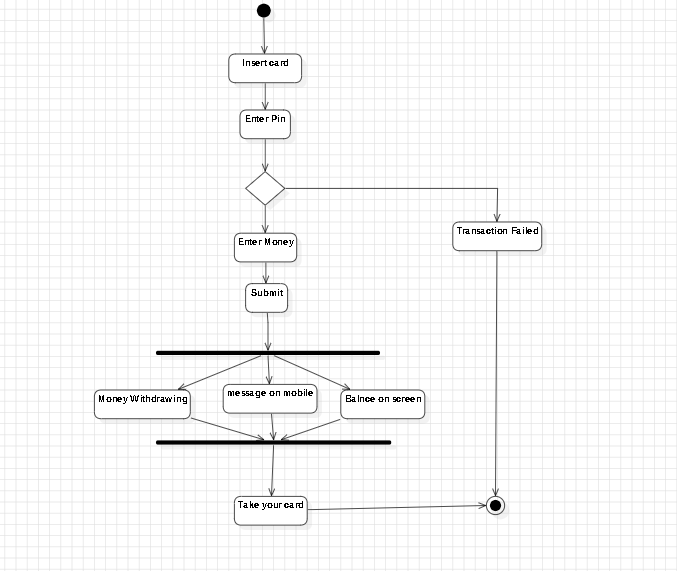 Insert card
Enter Pin
Transaction Failed
Enter Money
Submit
Money Withdrawing
message on mobile
Balnce on screen
Take your card